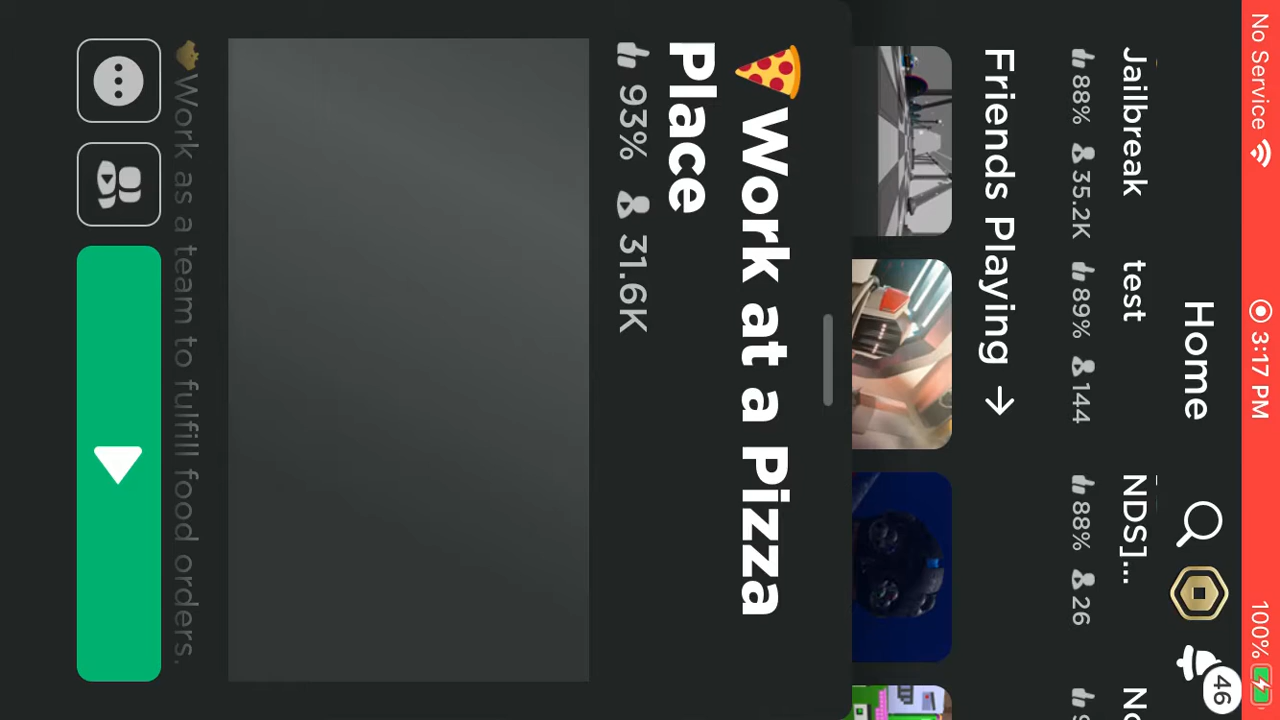 No Service 3:17 PM 100%
Home
46
Jailbreak
88% 35.2K
test
89% 144
NDS]...
88% 26
Friends Playing →
🍕Work at a Pizza
Place
93% 31.6K
Work as a team to fulfill food orders.